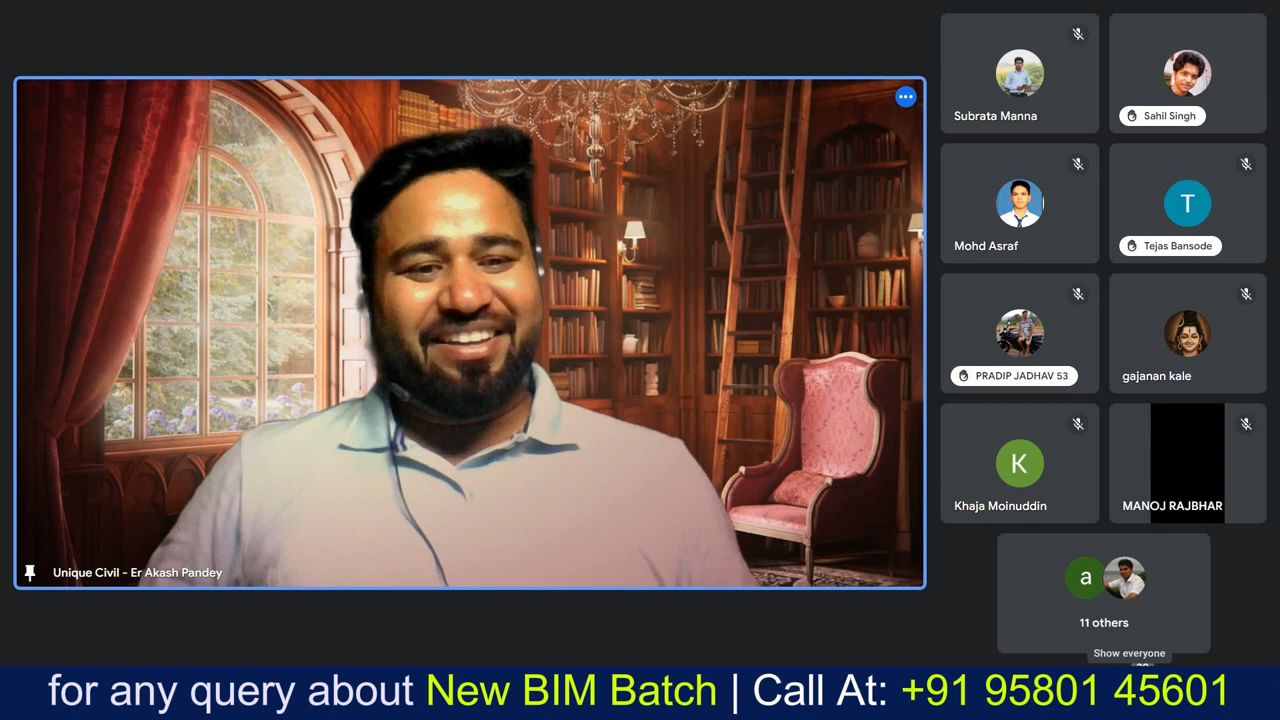 Subrata Manna
Sahil Singh
Mohd Asraf
T
Tejas Bansode
PRADIP JADHAV 53
gajanan kale
K
Khaja Moinuddin
MANOJ RAJBHAR
a
11 others
Show everyone
Unique Civil - Er Akash Pandey
for any query about New BIM Batch | Call At: +91 95801 45601